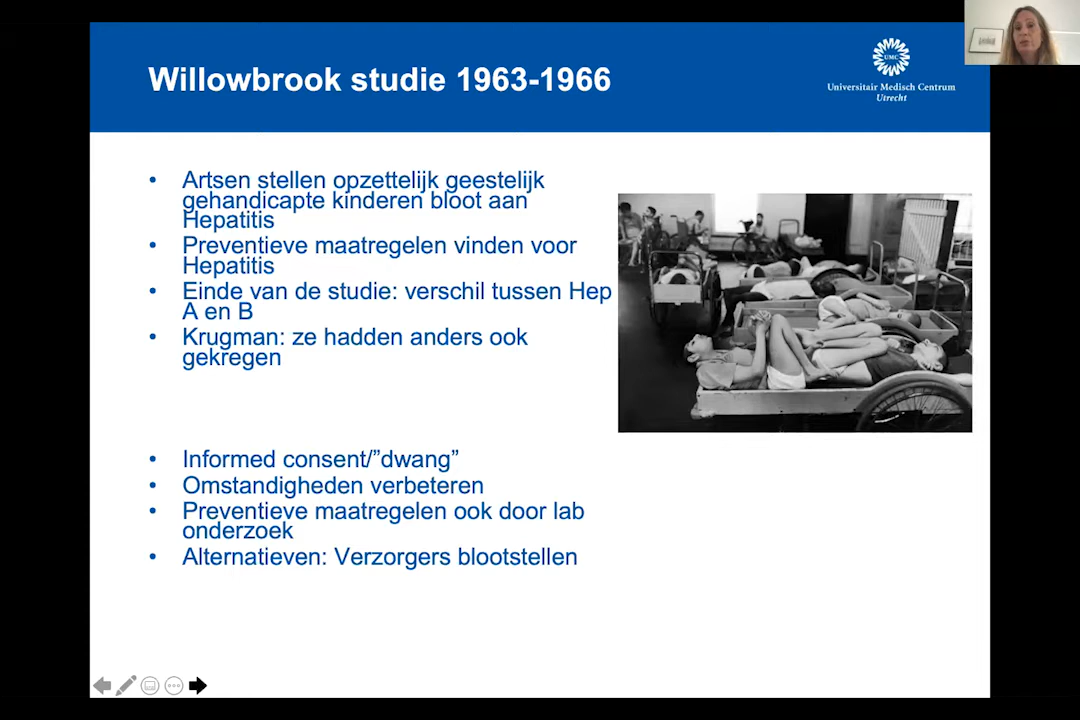 Willowbrook studie 1963-1966
UMC
Universitair Medisch Centrum
Utrecht
• Artsen stellen opzettelijk geestelijk
gehandicapte kinderen bloot aan
Hepatitis
• Preventieve maatregelen vinden voor
Hepatitis
• Einde van de studie: verschil tussen Hep
A en B
• Krugman: ze hadden anders ook
gekregen
• Informed consent/”dwang”
• Omstandigheden verbeteren
• Preventieve maatregelen ook door lab
onderzoek
• Alternatieven: Verzorgers blootstellen